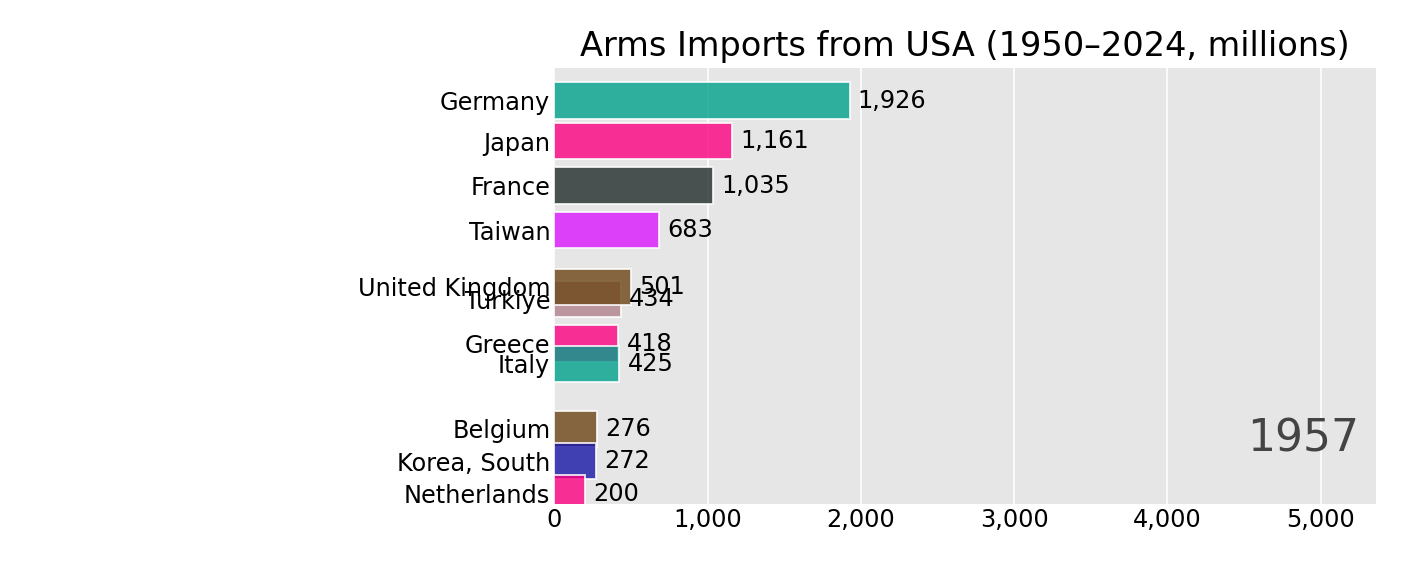 Arms Imports from USA (1950–2024, millions)
Germany 1,926
Japan 1,161
France 1,035
Taiwan 683
United Kingdom 501
Turkiye 434
Greece 418
Italy 425
Belgium 276
1957
Korea, South 272
Netherlands 200
0 1,000 2,000 3,000 4,000 5,000